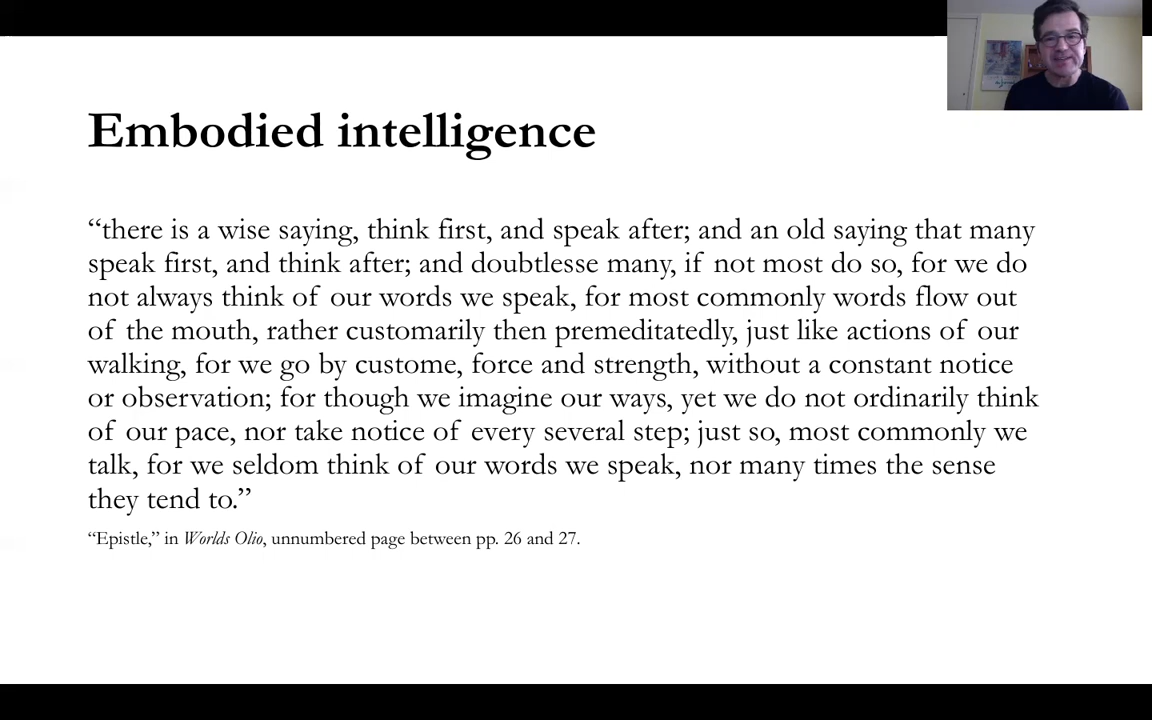 Embodied intelligence
“there is a wise saying, think first, and speak after; and an old saying that many
speak first, and think after; and doubtlesse many, if not most do so, for we do
not always think of our words we speak, for most commonly words flow out
of the mouth, rather customarily then premeditatedly, just like actions of our
walking, for we go by custome, force and strength, without a constant notice
or observation; for though we imagine our ways, yet we do not ordinarily think
of our pace, nor take notice of every several step; just so, most commonly we
talk, for we seldom think of our words we speak, nor many times the sense
they tend to.”
“Epistle,” in Worlds Olio, unnumbered page between pp. 26 and 27.